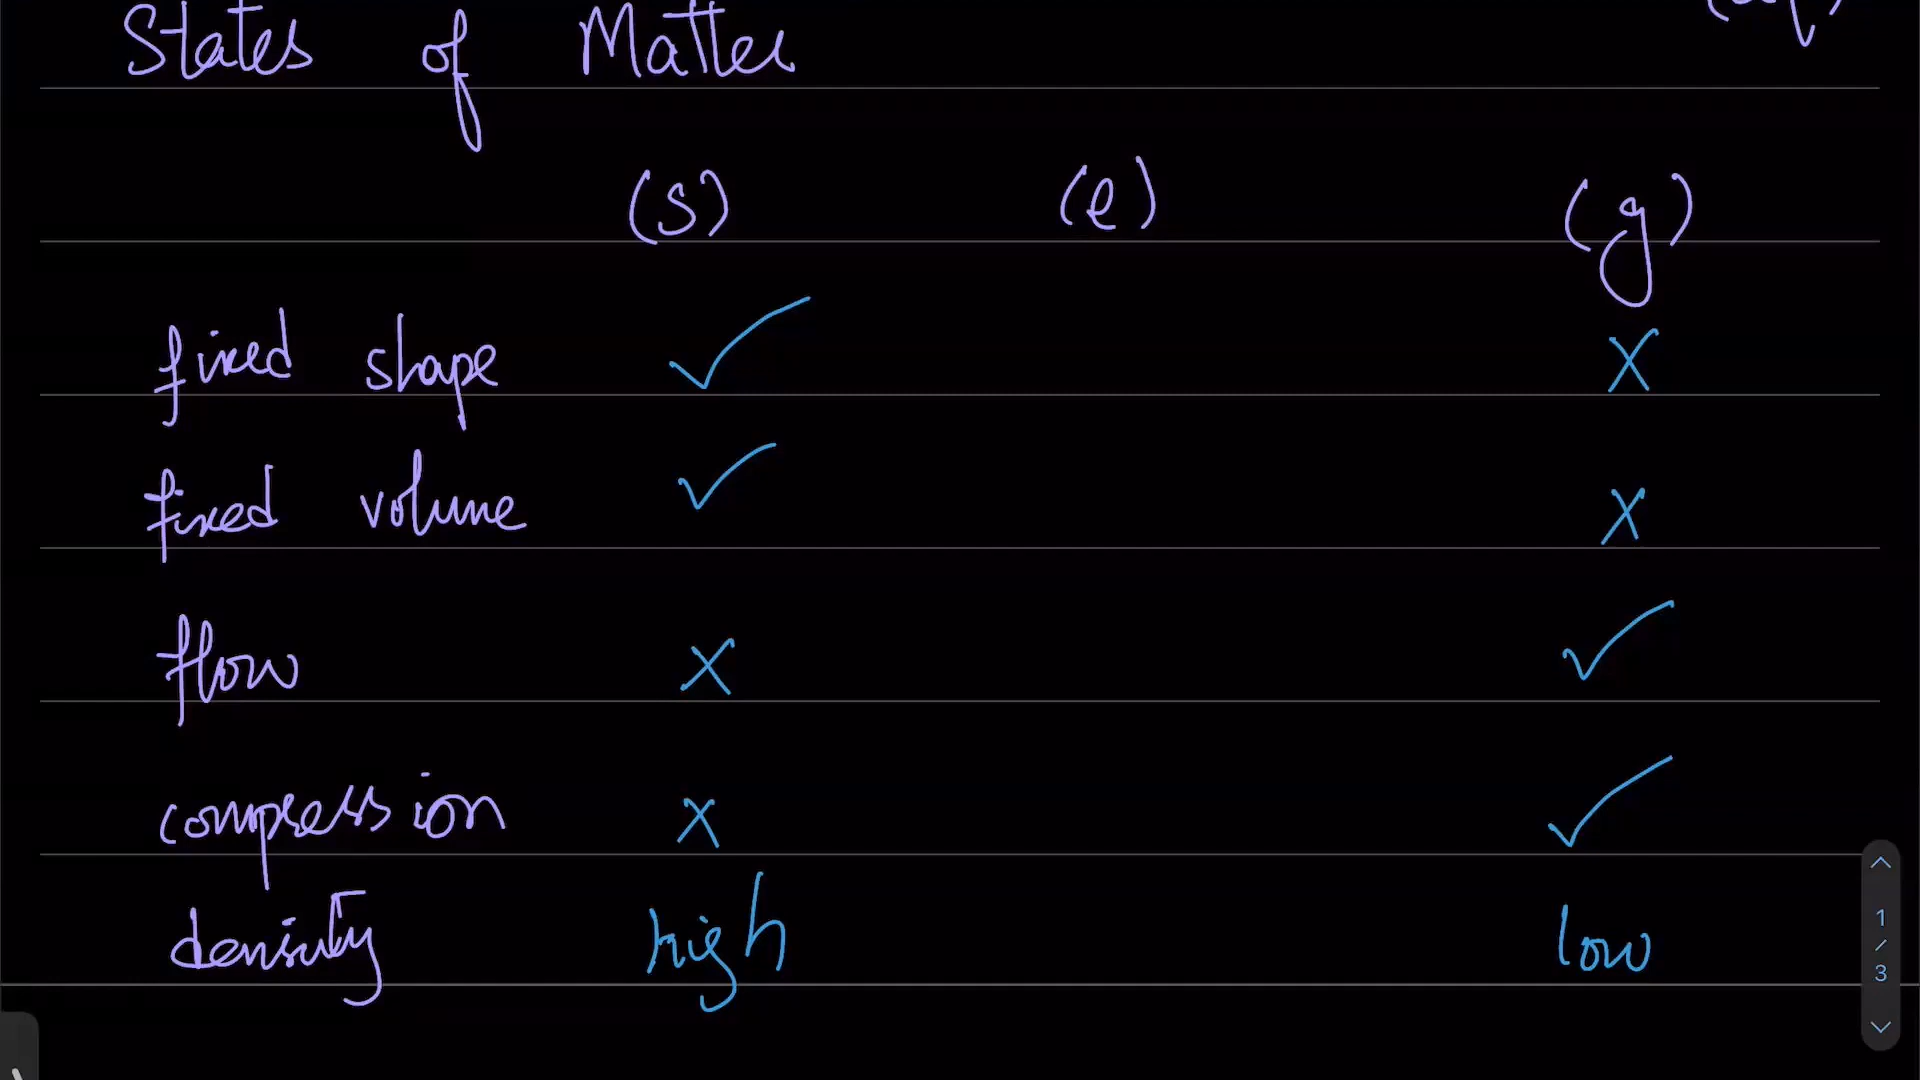 States of Matter
(s) (l) (g)
fixed shape ✓ X
fixed volume ✓ X
flow X ✓
compression X ✓
density high low
1
/
3